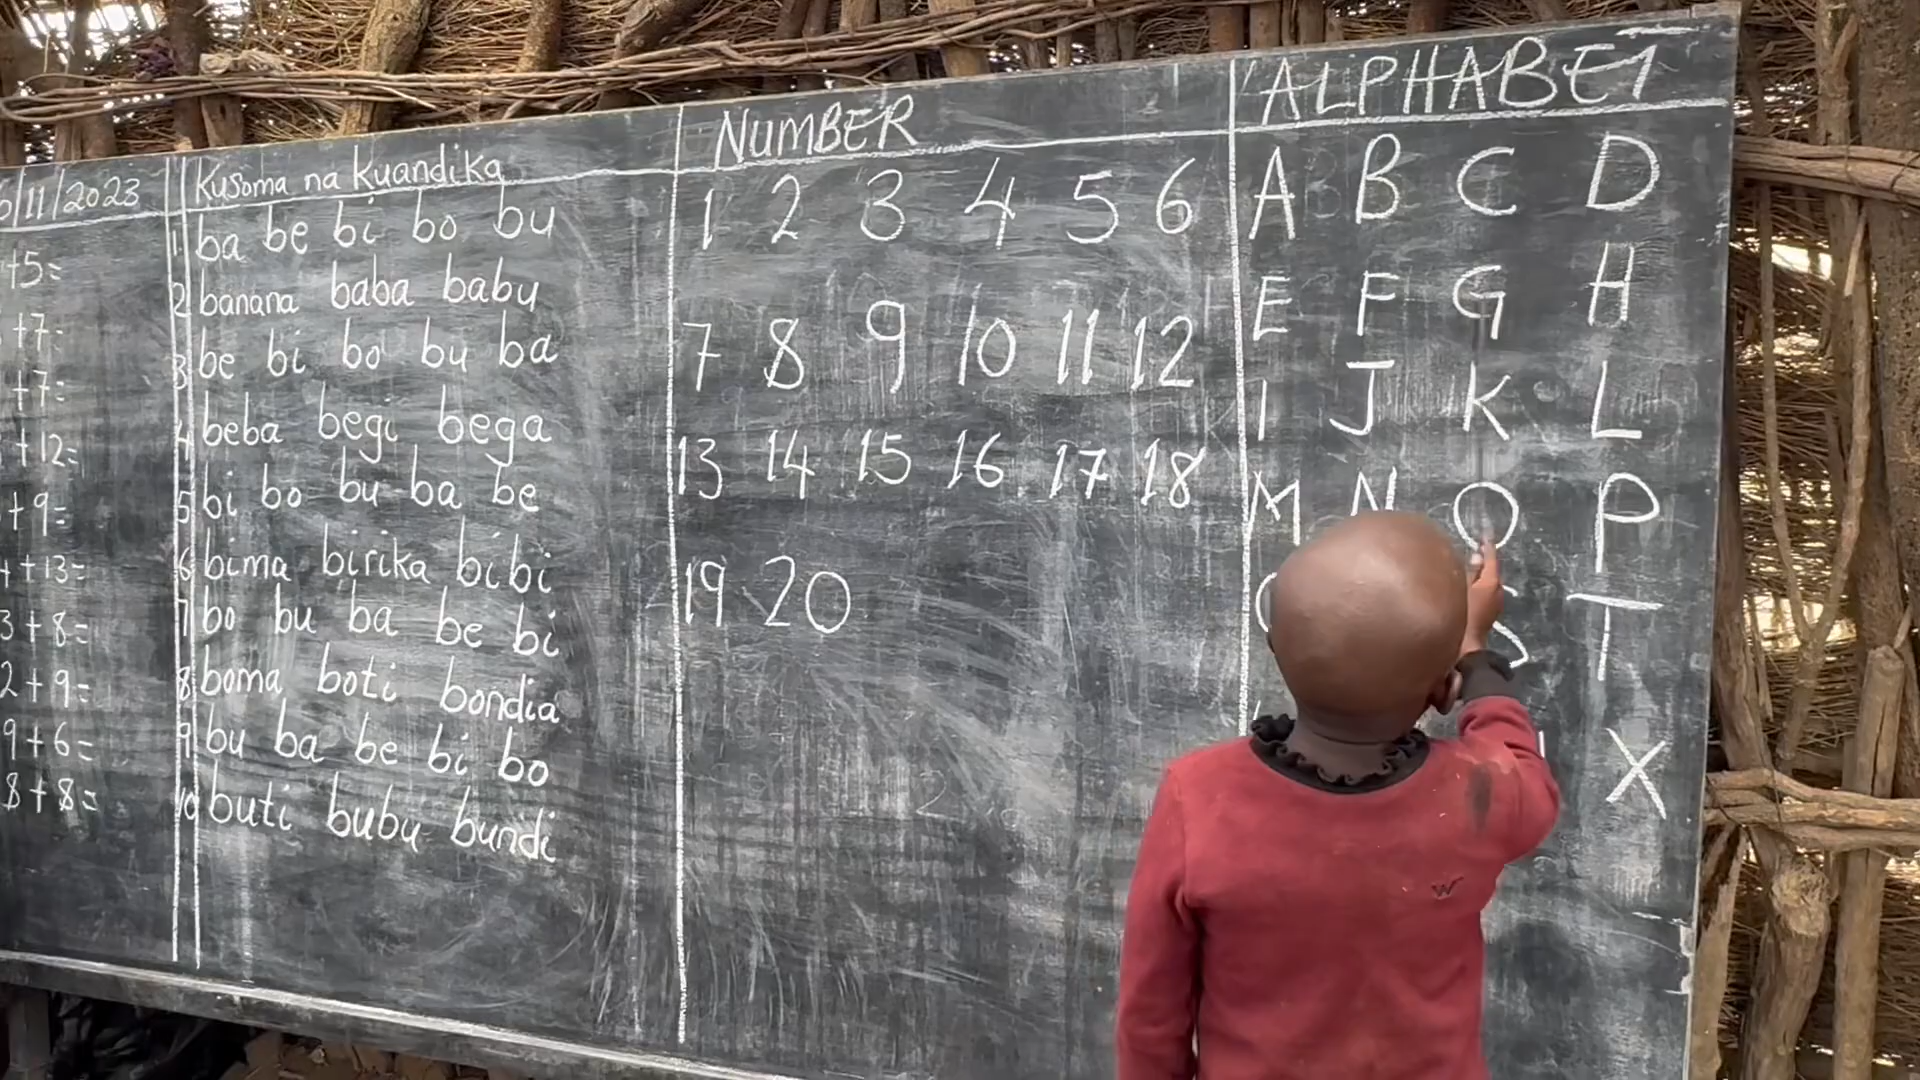 6/11/2023
+5=
+7=
+7=
+12=
+9=
4+13=
3+8=
2+9=
9+6=
8+8=
Kusoma na Kuandika
1 ba be bi bo bu
2 banana baba babu
3 be bi bo bu ba
4 beba begi bega
5 bi bo bu ba be
6 bima birika bibi
7 bo bu ba be bi
8 boma boti bondia
9 bu ba be bi bo
10 buti bubu bundi
NUMBER
1 2 3 4 5 6
7 8 9 10 11 12
13 14 15 16 17 18
19 20
2
ALPHABET
A B C D
E F G H
I J K L
M N O P
S T
X
W